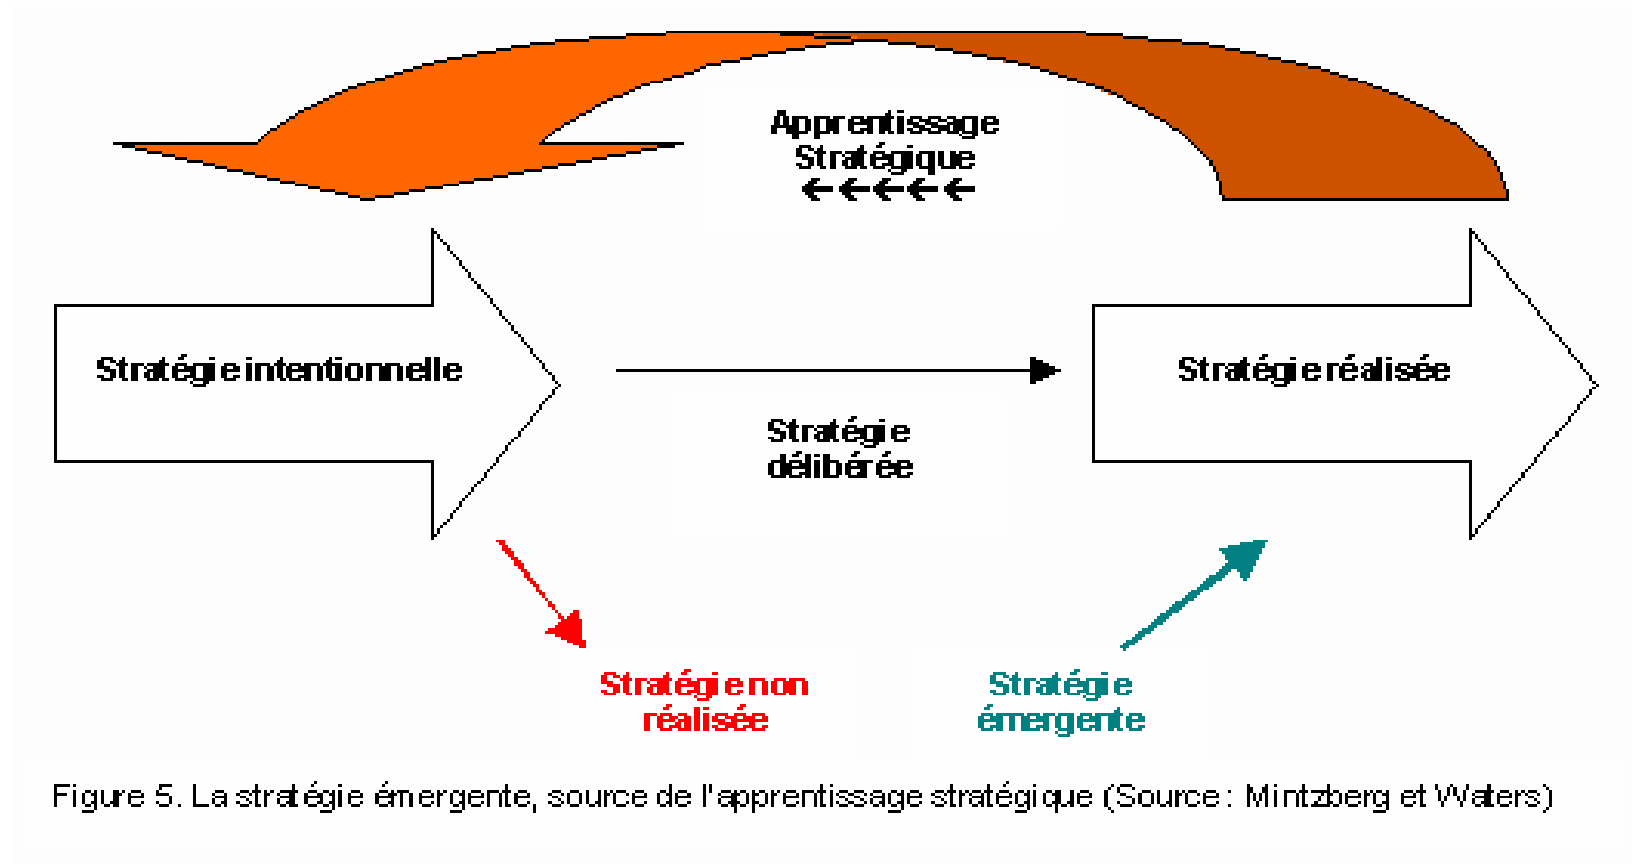 Apprentissage
Stratégique
←←←←←
Stratégie intentionnelle
Stratégie réalisée
Stratégie
délibérée
Stratégie non
réalisée
Stratégie
émergente
Figure 5. La stratégie émergente, source de l'apprentissage stratégique (Source : Mintzberg et Waters)